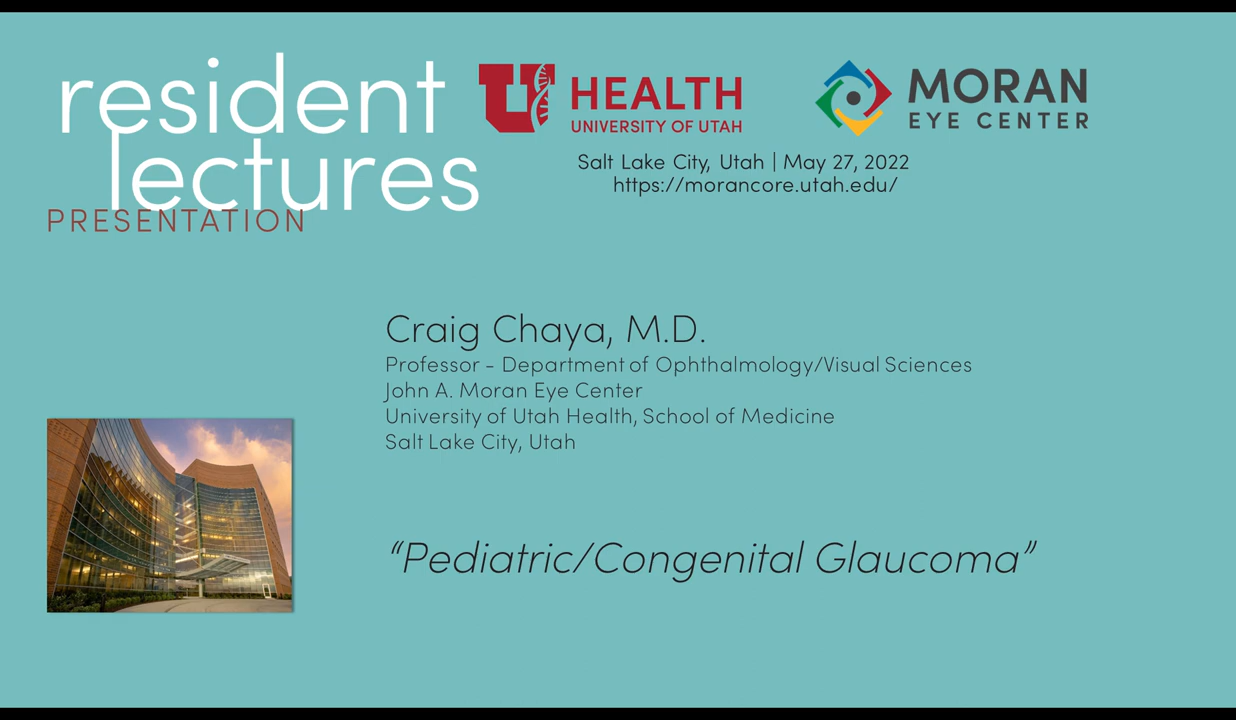 resident
lectures
PRESENTATION
U HEALTH
UNIVERSITY OF UTAH
MORAN
EYE CENTER
Salt Lake City, Utah | May 27, 2022
https://morancore.utah.edu/
Craig Chaya, M.D.
Professor - Department of Ophthalmology/Visual Sciences
John A. Moran Eye Center
University of Utah Health, School of Medicine
Salt Lake City, Utah
“Pediatric/Congenital Glaucoma”